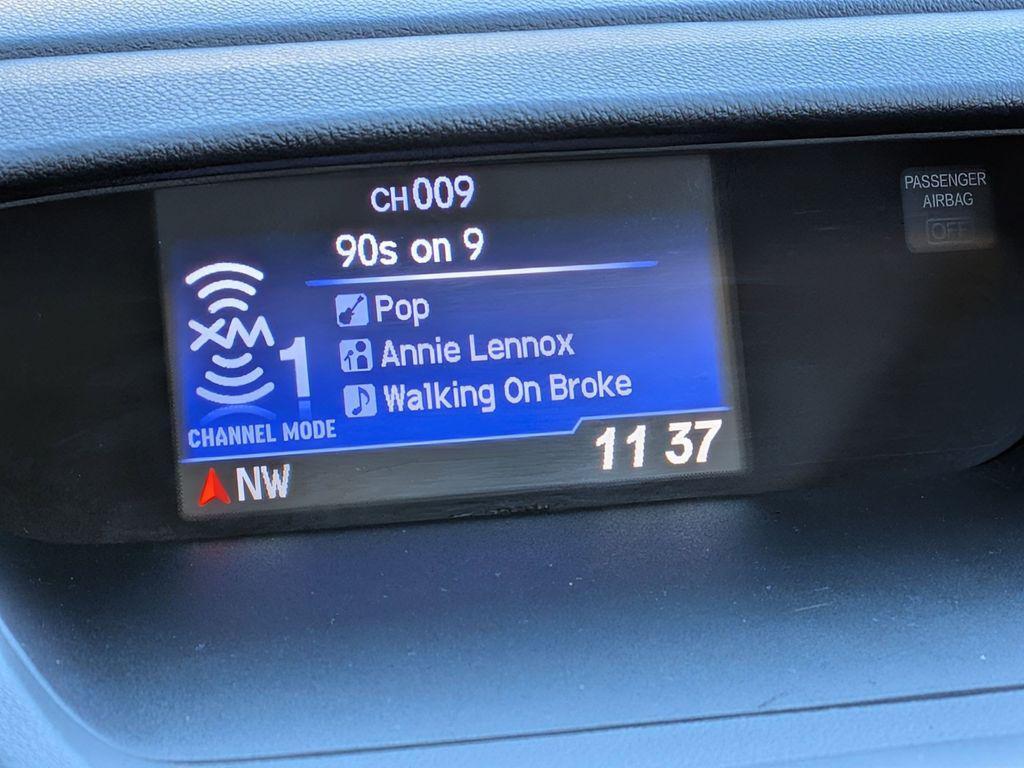 CH009
90s on 9
XM
1
Pop
Annie Lennox
Walking On Broke
CHANNEL MODE
NW
11 37
PASSENGER
AIRBAG
OFF